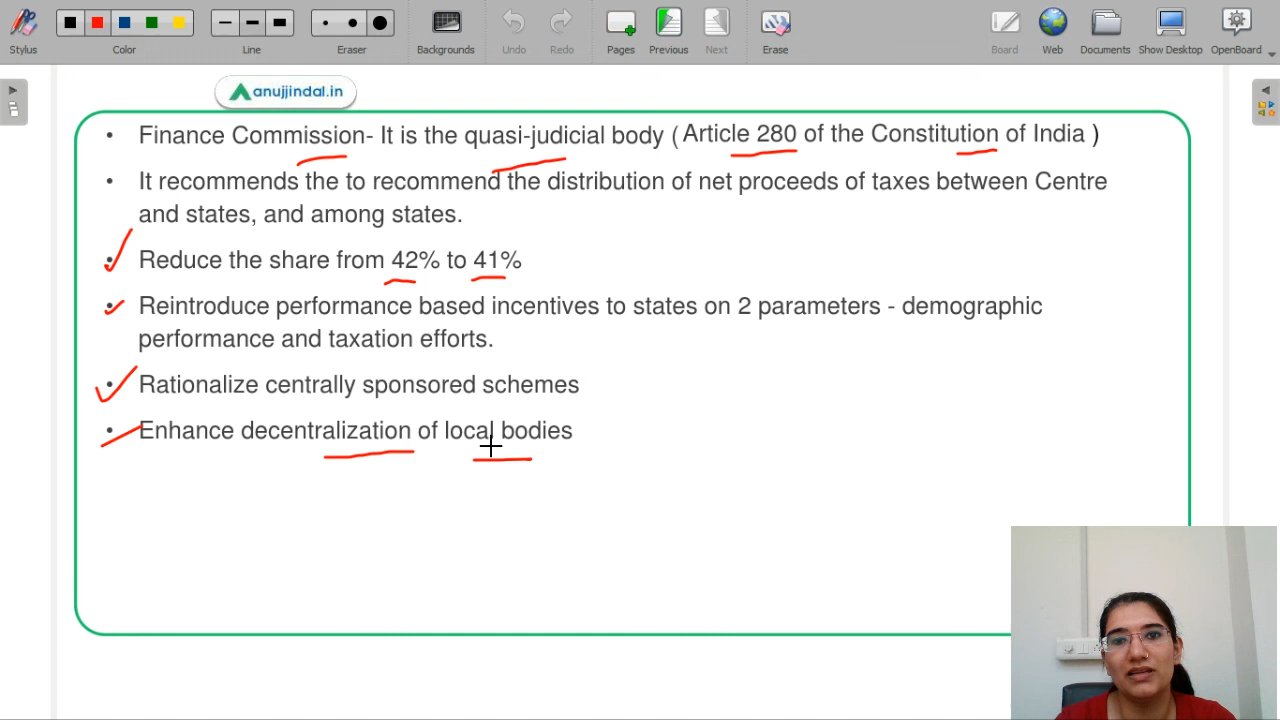 Stylus
Color
Line
Eraser
Backgrounds
Undo
Redo
Pages
Previous
Next
Erase
Board
Web
Documents
Show Desktop
OpenBoard
anujjindal.in
• Finance Commission- It is the quasi-judicial body (Article 280 of the Constitution of India )
• It recommends the to recommend the distribution of net proceeds of taxes between Centre
and states, and among states.
• Reduce the share from 42% to 41%
• Reintroduce performance based incentives to states on 2 parameters - demographic
performance and taxation efforts.
• Rationalize centrally sponsored schemes
• Enhance decentralization of local bodies